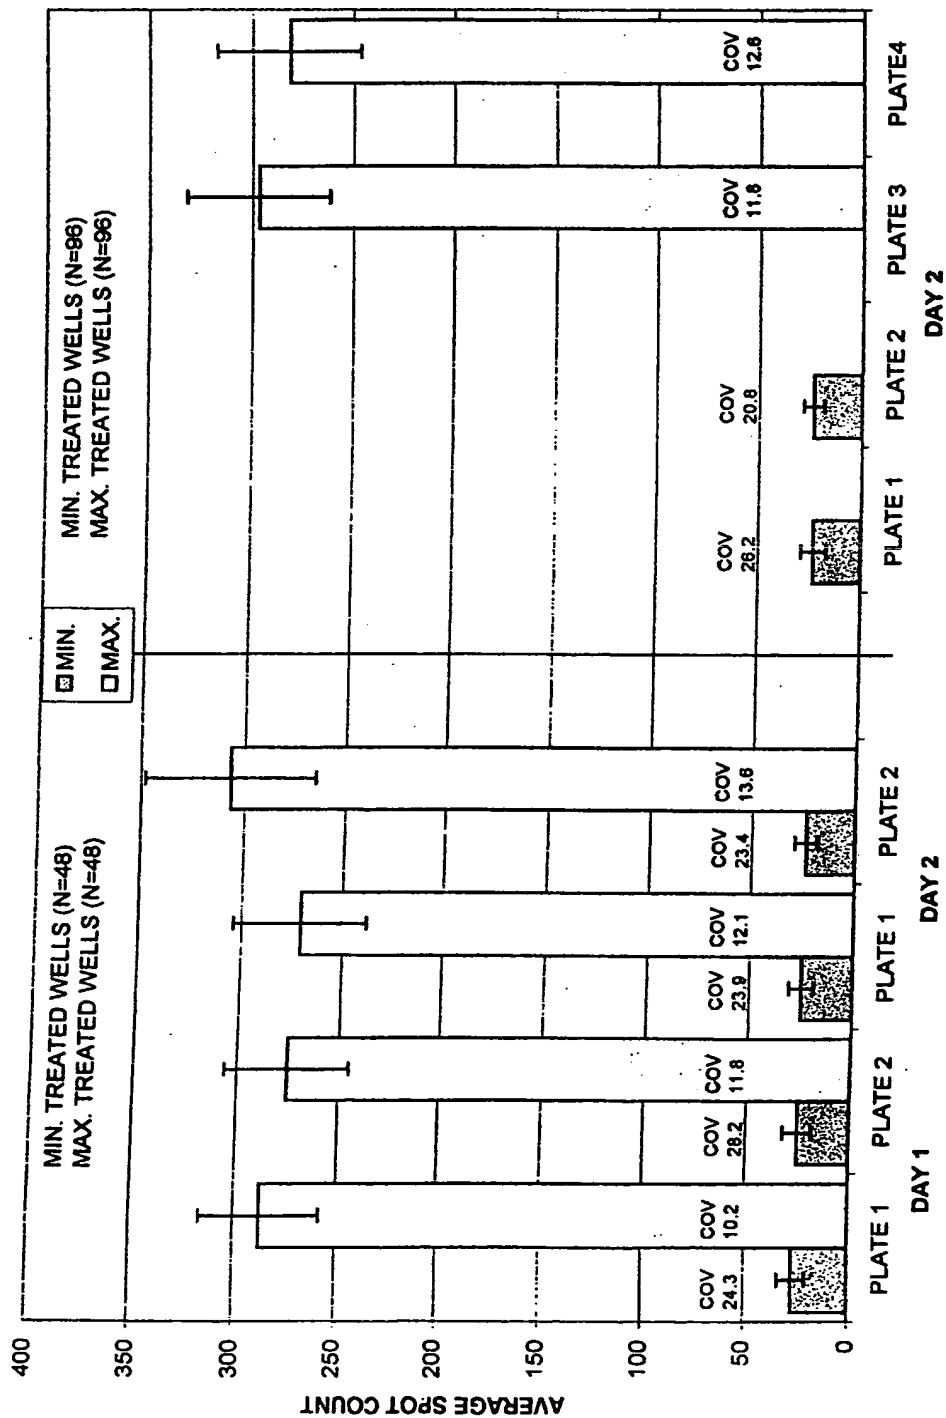 MIN. TREATED WELLS (N=48)
MAX. TREATED WELLS (N=48)
MIN.
MAX.
MIN. TREATED WELLS (N=96)
MAX. TREATED WELLS (N=96)
AVERAGE SPOT COUNT
400
350
300
250
200
150
100
50
0
COV
24.3
COV
10.2
COV
28.2
COV
11.8
COV
23.9
COV
12.1
COV
23.4
COV
13.6
COV
26.2
COV
20.8
COV
11.8
COV
12.6
PLATE 1
PLATE 2
PLATE 1
PLATE 2
PLATE 1
PLATE 2
PLATE 3
PLATE4
DAY 1
DAY 2
DAY 2